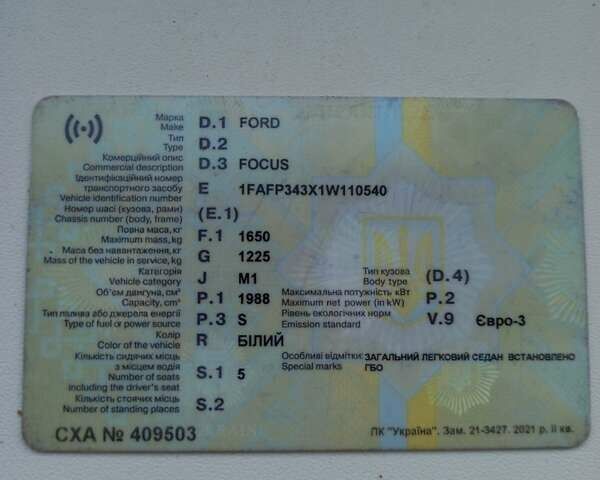 Марка
Make D.1 FORD
Тип
Type D.2
Комерційний опис
Commercial description D.3 FOCUS
Ідентифікаційний номер
транспортного засобу
Vehicle identification number E 1FAFP343X1W110540
Номер шасі (кузова, рами)
Chassis number (body, frame) (E.1)
Повна маса, кг
Maximum mass, kg F.1 1650
Маса без навантаження, кг
Mass of the vehicle in service, kg G 1225
Категорія
Vehicle category J M1
Тип кузова
Body type (D.4)
Об'єм двигуна, см³
Capacity, cm³ P.1 1988
Максимальна потужність кВт
Maximum net power (in kW) P.2
Тип палива або джерела енергії
Type of fuel or power source P.3 S
Рівень екологічних норм
Emission standard V.9 Євро-3
Колір
Color of the vehicle R БІЛИЙ
Кількість сидячих місць
з місцем водія
Number of seats
including the driver's seat S.1 5
Особливі відмітки: ЗАГАЛЬНИЙ ЛЕГКОВИЙ СЕДАН ВСТАНОВЛЕНО
Special marks ГБО
Кількість стоячих місць
Number of standing places S.2
СХА № 409503
ПК "Україна". Зам. 21-3427. 2021 р. II кв.